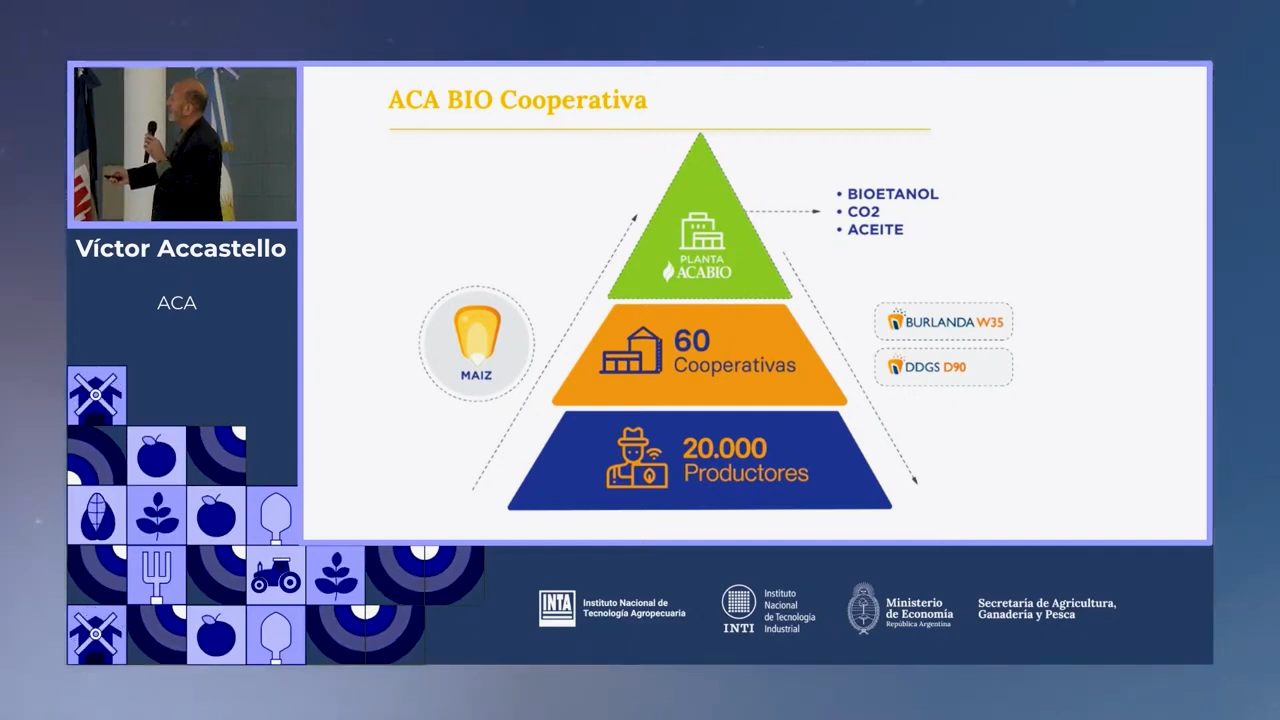 ACA BIO Cooperativa
Víctor Accastello
ACA
PLANTA
ACABIO
• BIOETANOL
• CO2
• ACEITE
MAIZ
60
Cooperativas
BURLANDA W35
DDGS D90
20.000
Productores
INTA
Instituto Nacional de
Tecnología Agropecuaria
INTI
Instituto
Nacional
de Tecnología
Industrial
Ministerio
de Economía
República Argentina
Secretaría de Agricultura,
Ganadería y Pesca